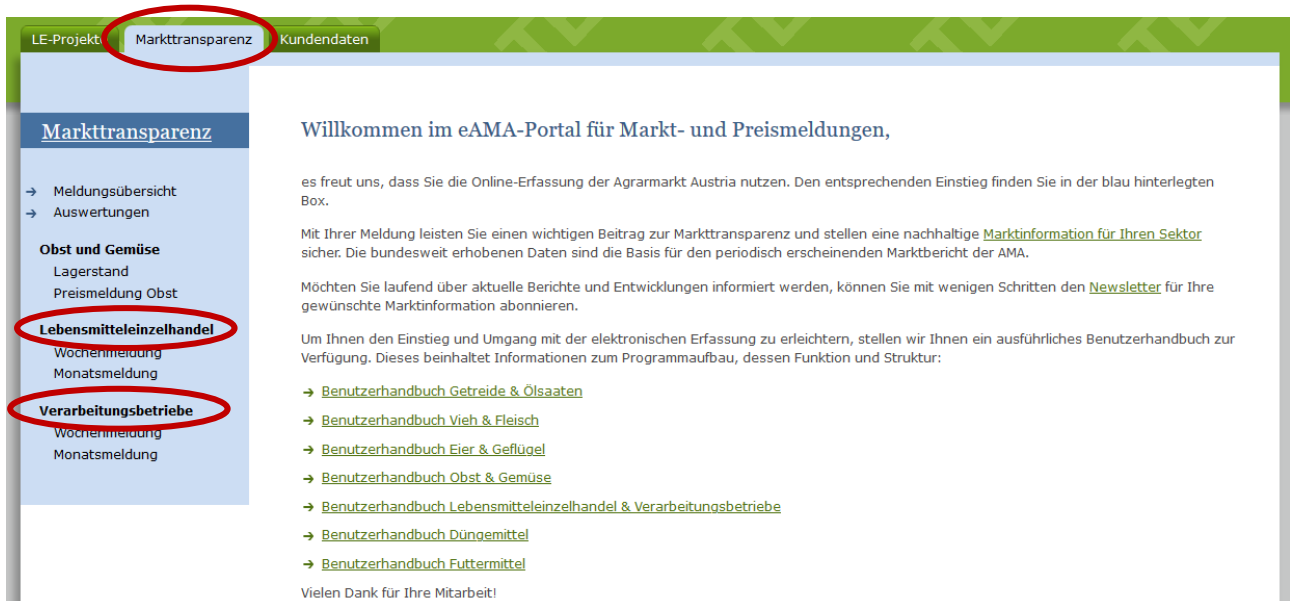 LE-Projekte Markttransparenz Kundendaten
Markttransparenz
→ Meldungsübersicht
→ Auswertungen
Obst und Gemüse
Lagerstand
Preismeldung Obst
Lebensmitteleinzelhandel
Wochenmeldung
Monatsmeldung
Verarbeitungsbetriebe
Wochenmeldung
Monatsmeldung
Willkommen im eAMA-Portal für Markt- und Preismeldungen,
es freut uns, dass Sie die Online-Erfassung der Agrarmarkt Austria nutzen. Den entsprechenden Einstieg finden Sie in der blau hinterlegten
Box.
Mit Ihrer Meldung leisten Sie einen wichtigen Beitrag zur Markttransparenz und stellen eine nachhaltige Marktinformation für Ihren Sektor
sicher. Die bundesweit erhobenen Daten sind die Basis für den periodisch erscheinenden Marktbericht der AMA.
Möchten Sie laufend über aktuelle Berichte und Entwicklungen informiert werden, können Sie mit wenigen Schritten den Newsletter für Ihre
gewünschte Marktinformation abonnieren.
Um Ihnen den Einstieg und Umgang mit der elektronischen Erfassung zu erleichtern, stellen wir Ihnen ein ausführliches Benutzerhandbuch zur
Verfügung. Dieses beinhaltet Informationen zum Programmaufbau, dessen Funktion und Struktur:
→ Benutzerhandbuch Getreide & Ölsaaten
→ Benutzerhandbuch Vieh & Fleisch
→ Benutzerhandbuch Eier & Geflügel
→ Benutzerhandbuch Obst & Gemüse
→ Benutzerhandbuch Lebensmitteleinzelhandel & Verarbeitungsbetriebe
→ Benutzerhandbuch Düngemittel
→ Benutzerhandbuch Futtermittel
Vielen Dank für Ihre Mitarbeit!